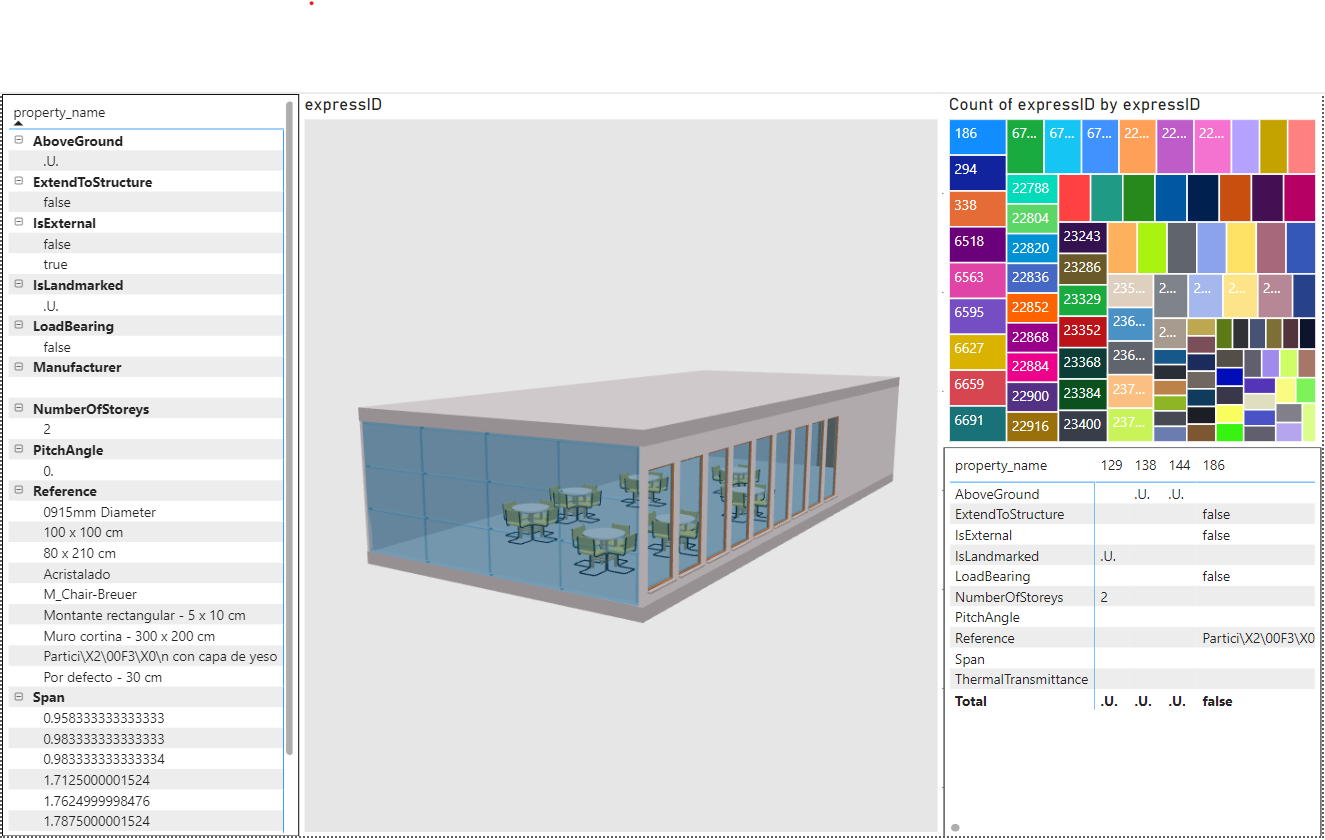 property_name
AboveGround
.U.
ExtendToStructure
false
IsExternal
false
true
IsLandmarked
.U.
LoadBearing
false
Manufacturer
NumberOfStoreys
2
PitchAngle
0.
Reference
0915mm Diameter
100 x 100 cm
80 x 210 cm
Acristalado
M_Chair-Breuer
Montante rectangular - 5 x 10 cm
Muro cortina - 300 x 200 cm
Partici\X2\00F3\X0\n con capa de yeso
Por defecto - 30 cm
Span
0.958333333333333
0.983333333333333
0.983333333333334
1.7125000001524
1.7624999998476
1.7875000001524
expressID
Count of expressID by expressID
186
294
338
6518
6563
6595
6627
6659
6691
67...
67...
67...
22...
22...
22...
22788
22804
22820
22836
22852
22868
22884
22900
22916
23243
23286
23329
23352
23368
23384
23400
235...
236...
236...
237...
237...
2...
2...
2...
2...
2...
property_name 129 138 144 186
AboveGround .U. .U.
ExtendToStructure false
IsExternal false
IsLandmarked .U.
LoadBearing false
NumberOfStoreys 2
PitchAngle
Reference Partici\X2\00F3\X0
Span
ThermalTransmittance
Total .U. .U. .U. false